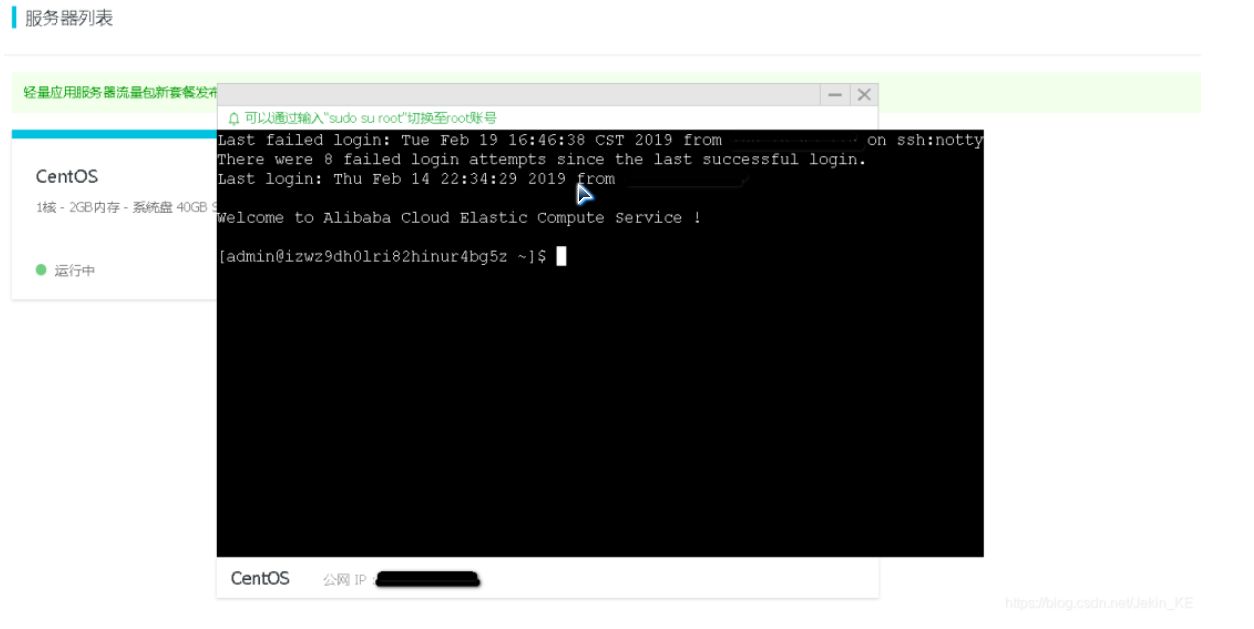 服务器列表
轻量应用服务器流量包新套餐发布
可以通过输入"sudo su root"切换至root账号
Last failed login: Tue Feb 19 16:46:38 CST 2019 from on ssh:notty
There were 8 failed login attempts since the last successful login.
Last login: Thu Feb 14 22:34:29 2019 from
CentOS
1核 - 2GB内存 - 系统盘 40GB S
Welcome to Alibaba Cloud Elastic Compute Service !
[admin@izwz9dh0lri82hinur4bg5z ~]$
运行中
CentOS 公网 IP :
https://blog.csdn.net/Jekin_KE